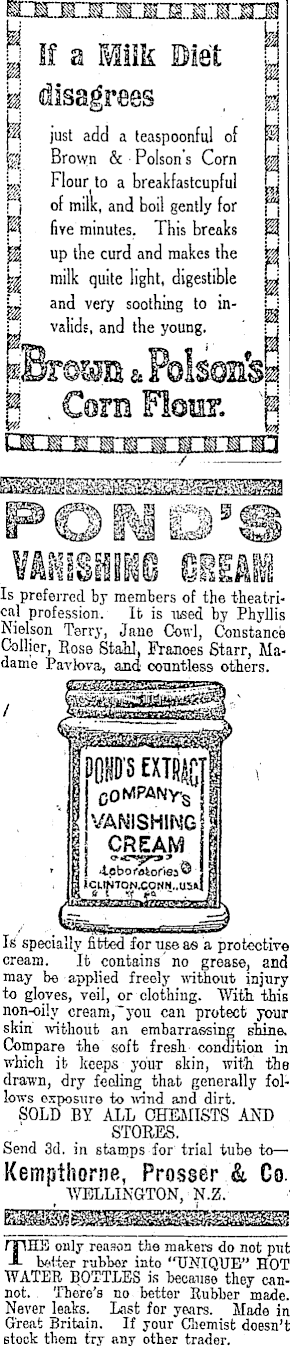 If a Milk Diet
disagrees
just add a teaspoonful of
Brown & Polson's Corn
Flour to a breakfastcupful
of milk, and boil gently for
five minutes. This breaks
up the curd and makes the
milk quite light, digestible
and very soothing to in-
valids, and the young.
Brown & Polson's
Corn Flour.
POND'S
VANISHING CREAM
Is preferred by members of the theatri-
cal profession. It is used by Phyllis
Nielson Terry, Jane Cowl, Constance
Collier, Rose Stahl, Frances Starr, Ma-
dame Pavlova, and countless others.
POND'S EXTRACT
COMPANY'S
VANISHING
CREAM
Laboratories
CLINTON.CONN.,USA
Is specially fitted for use as a protective
cream. It contains no grease, and
may be applied freely without injury
to gloves, veil, or clothing. With this
non-oily cream, you can protect your
skin without an embarrassing shine.
Compare the soft fresh condition in
which it keeps your skin, with the
drawn, dry feeling that generally fol-
lows exposure to wind and dirt.
SOLD BY ALL CHEMISTS AND
STORES.
Send 3d. in stamps for trial tube to—
Kempthorne, Prosser & Co.
WELLINGTON, N.Z.
THE only reason the makers do not put
better rubber into "UNIQUE" HOT
WATER BOTTLES is because they can-
not. There's no better Rubber made.
Never leaks. Last for years. Made in
Great Britain. If your Chemist doesn't
stock them try any other trader.